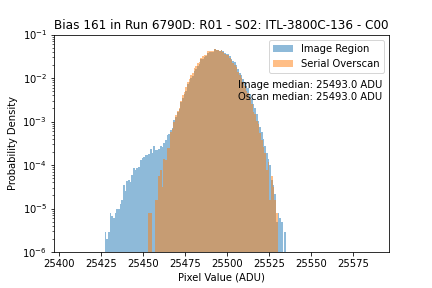 Bias 161 in Run 6790D: R01 - S02: ITL-3800C-136 - C00
Image Region
Serial Overscan
Image median: 25493.0 ADU
Oscan median: 25493.0 ADU
Probability Density
10⁻¹
10⁻²
10⁻³
10⁻⁴
10⁻⁵
10⁻⁶
25400 25425 25450 25475 25500 25525 25550 25575
Pixel Value (ADU)